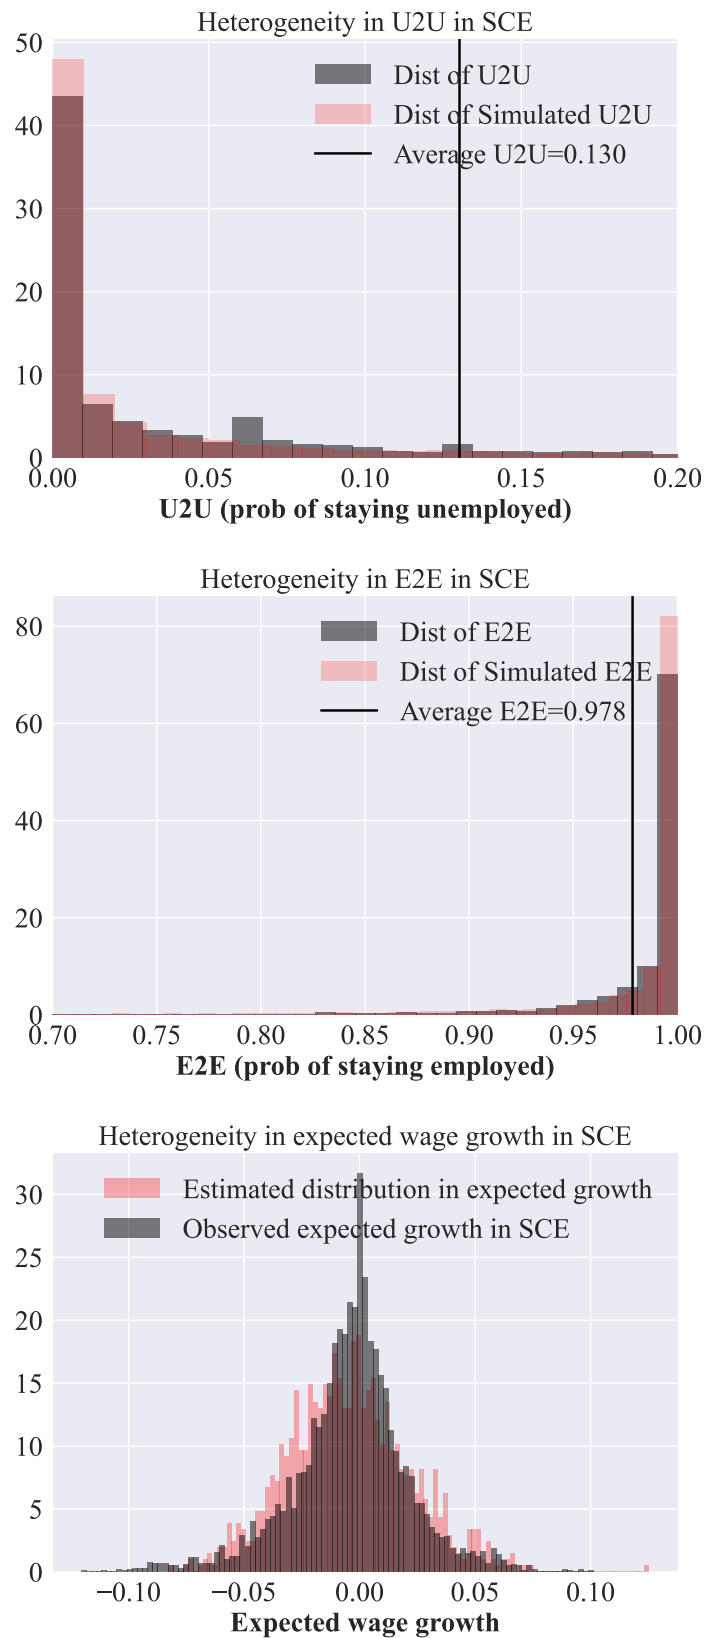 Heterogeneity in U2U in SCE
50
40
30
20
10
0
Dist of U2U
Dist of Simulated U2U
Average U2U=0.130
0.00 0.05 0.10 0.15 0.20
U2U (prob of staying unemployed)
Heterogeneity in E2E in SCE
80
60
40
20
0
Dist of E2E
Dist of Simulated E2E
Average E2E=0.978
0.70 0.75 0.80 0.85 0.90 0.95 1.00
E2E (prob of staying employed)
Heterogeneity in expected wage growth in SCE
30
25
20
15
10
5
0
Estimated distribution in expected growth
Observed expected growth in SCE
−0.10 −0.05 0.00 0.05 0.10
Expected wage growth